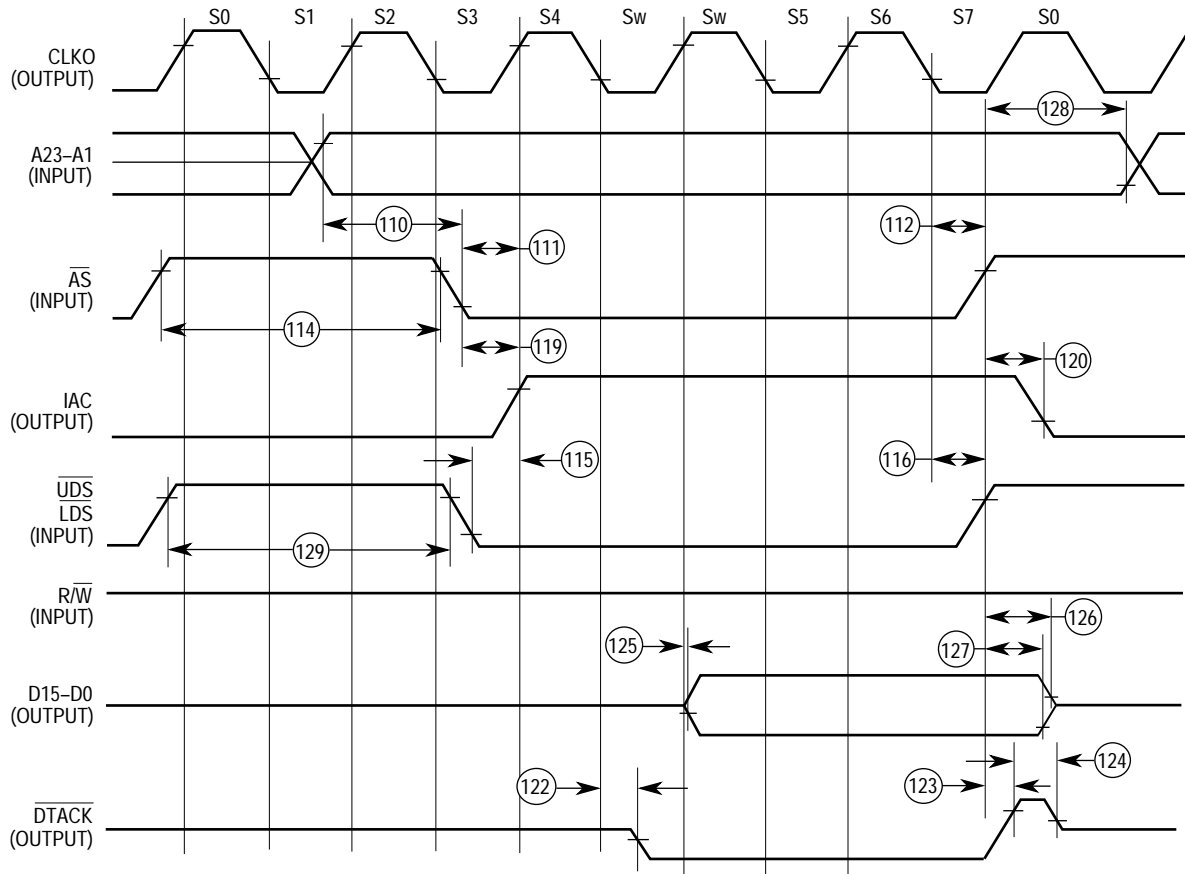 S0 S1 S2 S3 S4 Sw Sw S5 S6 S7 S0
CLKO
(OUTPUT)
128
A23–A1
(INPUT)
110
111
112
AS
(INPUT)
114
119
120
IAC
(OUTPUT)
115
116
UDS
LDS
(INPUT)
129
R/W
(INPUT)
126
125
127
D15–D0
(OUTPUT)
124
122
123
DTACK
(OUTPUT)